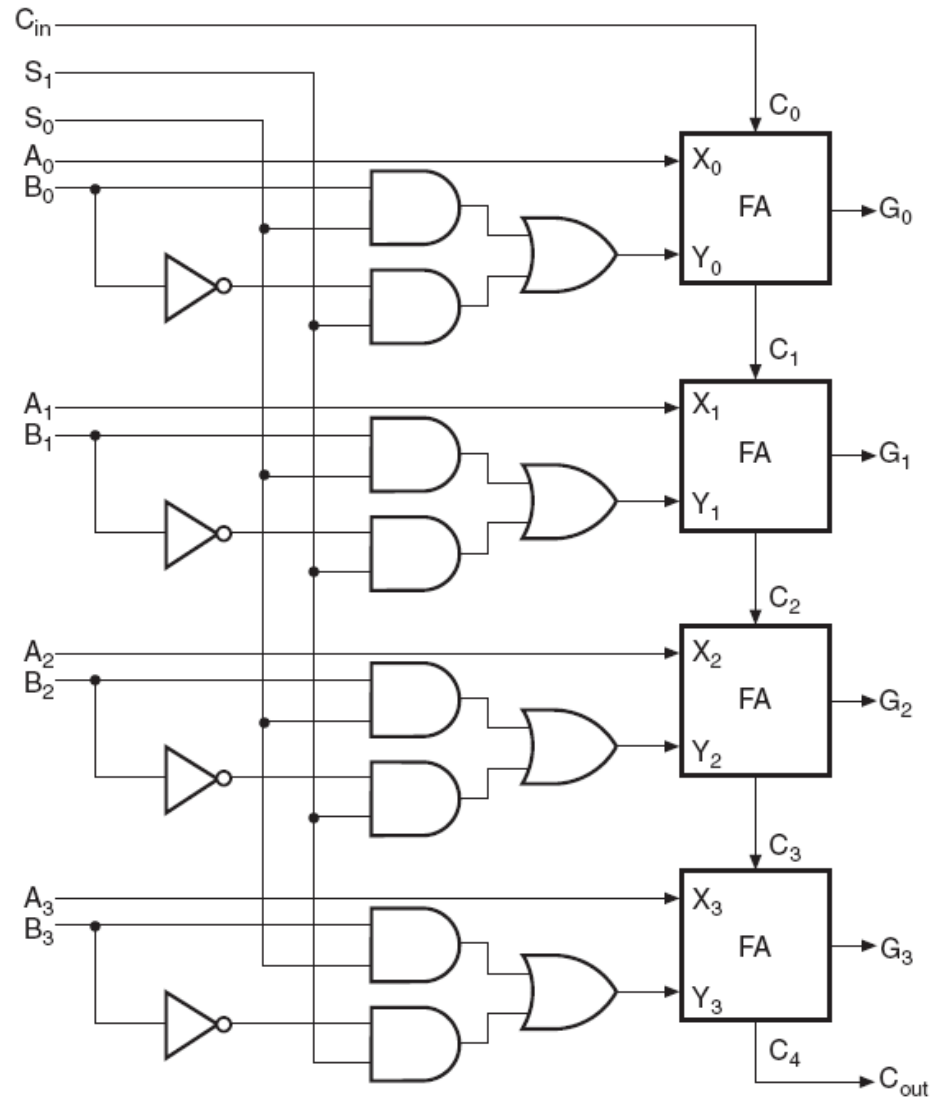 C_in
S_1
S_0
C_0
A_0
X_0
B_0
FA
G_0
Y_0
C_1
A_1
X_1
B_1
FA
G_1
Y_1
C_2
A_2
X_2
B_2
FA
G_2
Y_2
C_3
A_3
X_3
B_3
FA
G_3
Y_3
C_4
C_out